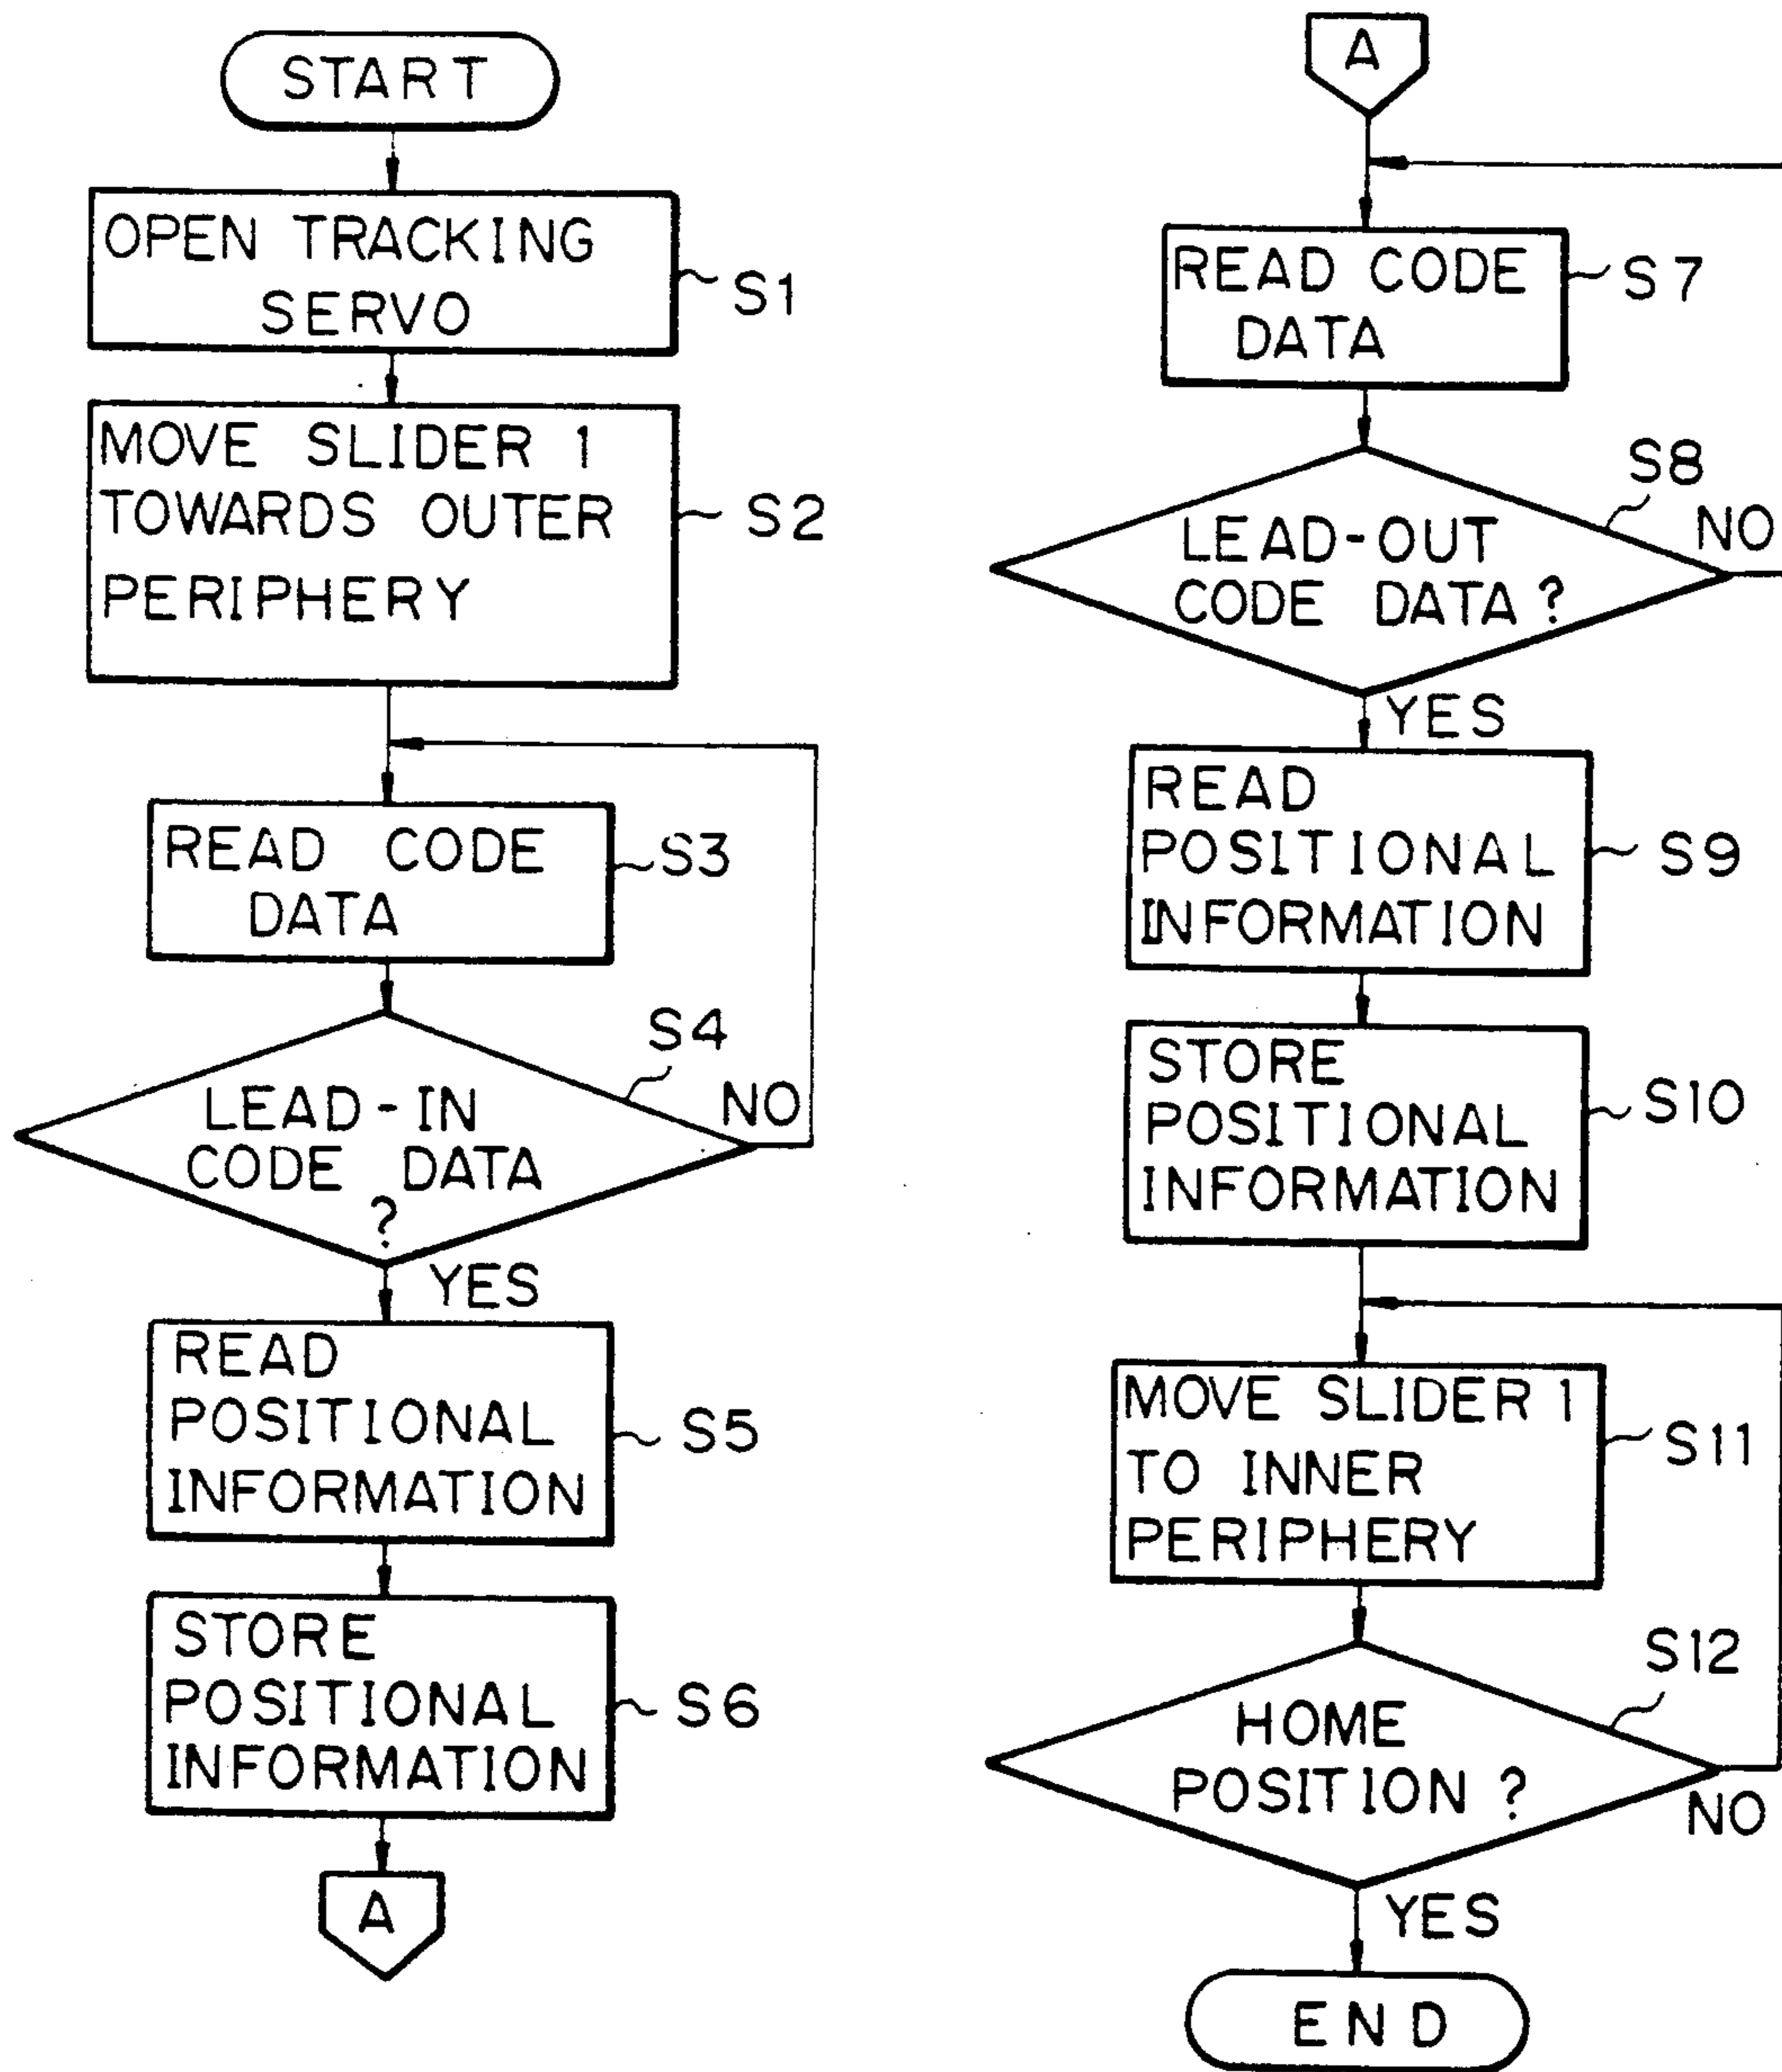 START
OPEN TRACKING
SERVO
S1
MOVE SLIDER 1
TOWARDS OUTER
PERIPHERY
S2
READ CODE
DATA
S3
S4
LEAD-IN
CODE DATA
?
NO
YES
READ
POSITIONAL
INFORMATION
S5
STORE
POSITIONAL
INFORMATION
S6
A
A
READ CODE
DATA
S7
S8
LEAD-OUT
CODE DATA ?
NO
YES
READ
POSITIONAL
INFORMATION
S9
STORE
POSITIONAL
INFORMATION
S10
MOVE SLIDER 1
TO INNER
PERIPHERY
S11
S12
HOME
POSITION ?
NO
YES
END